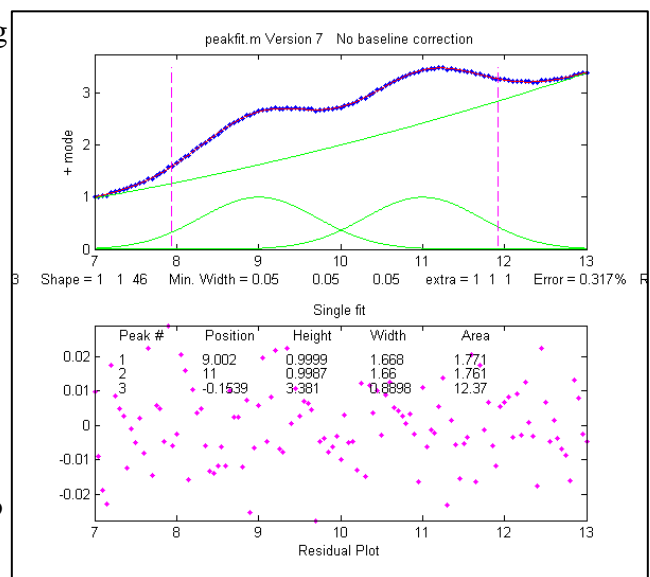 g
peakfit.m Version 7 No baseline correction
3
2
1
0
+ mode
7 8 9 10 11 12 13
3 Shape = 1 1 46 Min. Width = 0.05 0.05 0.05 extra = 1 1 1 Error = 0.317% R
Single fit
Peak # Position Height Width Area
1 9.002 0.9999 1.668 1.771
2 11 0.9987 1.66 1.761
3 -0.1539 3.381 0.8898 12.37
0.02
0.01
0
-0.01
-0.02
7 8 9 10 11 12 13
Residual Plot